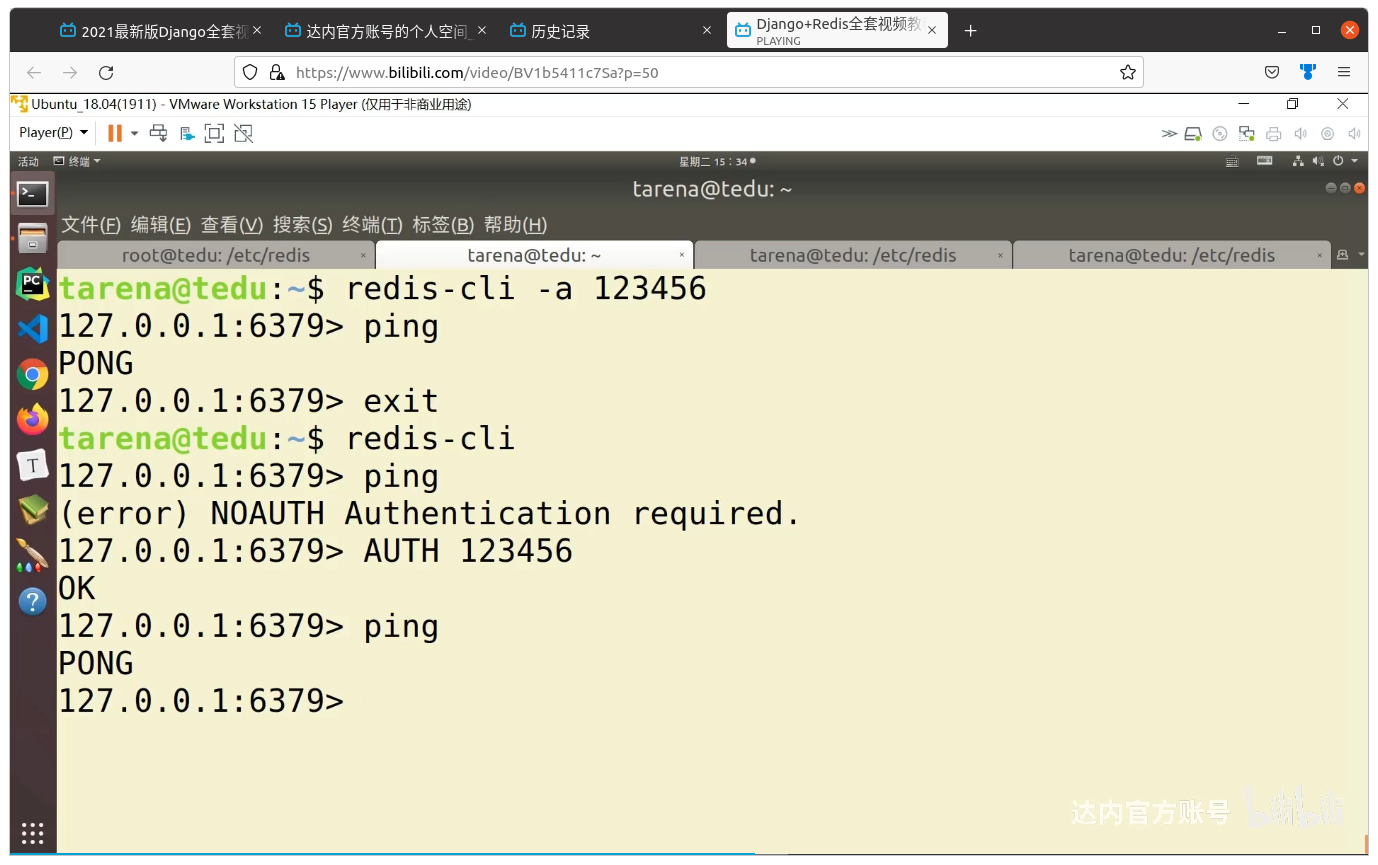 2021最新版Django全套视
达内官方账号的个人空间_
历史记录
Django+Redis全套视频教
PLAYING
https://www.bilibili.com/video/BV1b5411c7Sa?p=50
Ubuntu_18.04(1911) - VMware Workstation 15 Player (仅用于非商业用途)
Player(P)
活动 终端 星期二 15：34
tarena@tedu: ~
文件(F) 编辑(E) 查看(V) 搜索(S) 终端(T) 标签(B) 帮助(H)
root@tedu: /etc/redis
tarena@tedu: ~
tarena@tedu: /etc/redis
tarena@tedu: /etc/redis
tarena@tedu:~$ redis-cli -a 123456
127.0.0.1:6379> ping
PONG
127.0.0.1:6379> exit
tarena@tedu:~$ redis-cli
127.0.0.1:6379> ping
(error) NOAUTH Authentication required.
127.0.0.1:6379> AUTH 123456
OK
127.0.0.1:6379> ping
PONG
127.0.0.1:6379>
PC
T
?
达内官方账号 bilibili